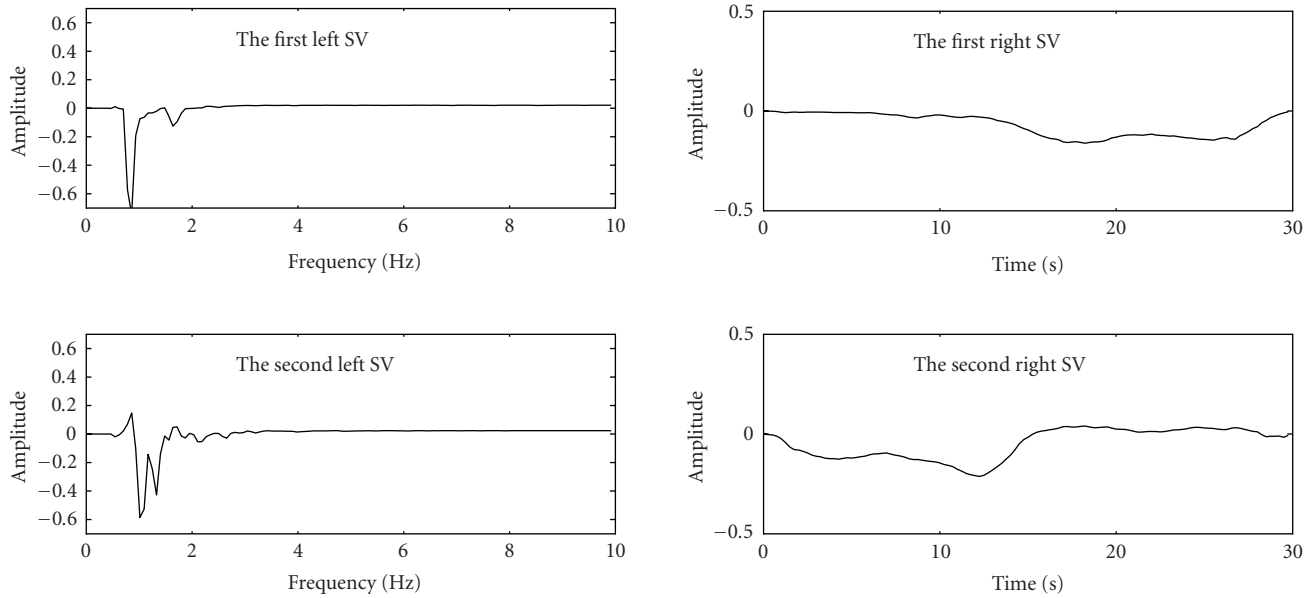 The first left SV
Amplitude
0.6
0.4
0.2
0
−0.2
−0.4
−0.6
0 2 4 6 8 10
Frequency (Hz)
The first right SV
Amplitude
0.5
0
−0.5
0 10 20 30
Time (s)
The second left SV
Amplitude
0.6
0.4
0.2
0
−0.2
−0.4
−0.6
0 2 4 6 8 10
Frequency (Hz)
The second right SV
Amplitude
0.5
0
−0.5
0 10 20 30
Time (s)